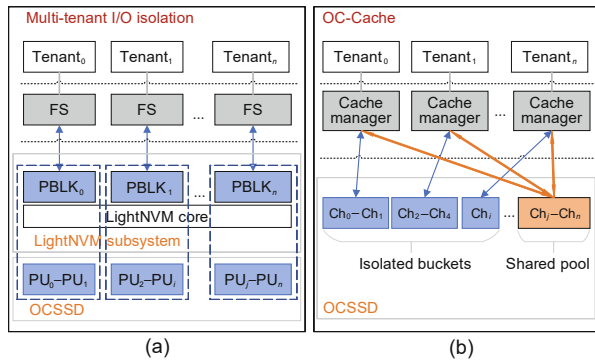 Multi-tenant I/O isolation
Tenant₀ Tenant₁ Tenantₙ
FS FS ... FS
PBLK₀ PBLK₁ ... PBLKₙ
LightNVM core
LightNVM subsystem
PU₀–PU₁ PU₂–PUᵢ PUⱼ–PUₙ
OCSSD
(a)
OC-Cache
Tenant₀ Tenant₁ Tenantₙ
Cache manager Cache manager ... Cache manager
Ch₀–Ch₁ Ch₂–Ch₄ Chᵢ ... Chⱼ–Chₙ
Isolated buckets Shared pool
OCSSD
(b)